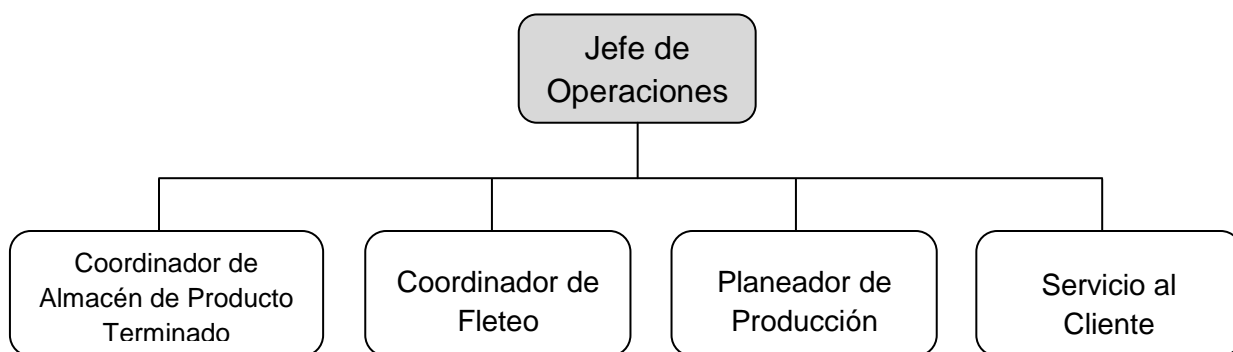 Jefe de
Operaciones
Coordinador de
Almacén de Producto
Terminado
Coordinador de
Fleteo
Planeador de
Producción
Servicio al
Cliente